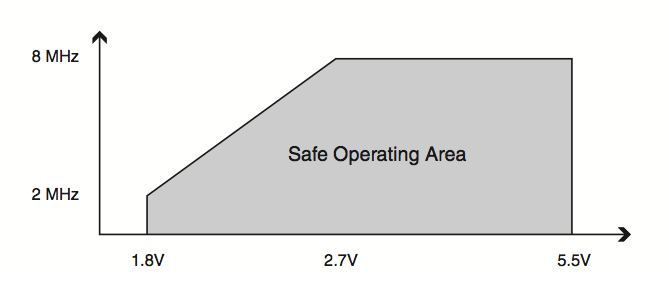 8 MHz
Safe Operating Area
2 MHz
1.8V
2.7V
5.5V